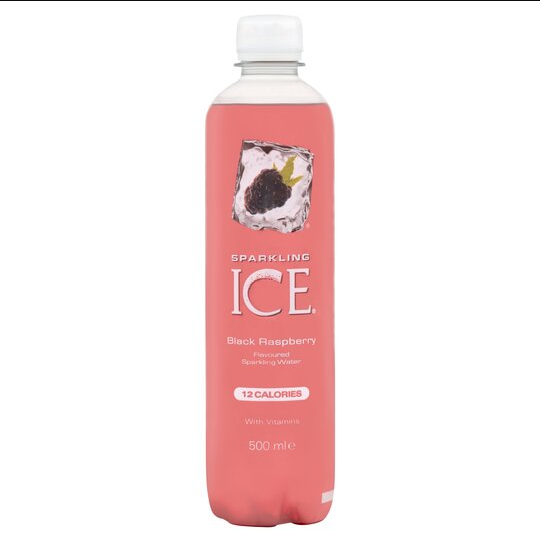 SPARKLING
ICE®
Black Raspberry
Flavoured
Sparkling Water
12 CALORIES
With Vitamins
500 ml℮